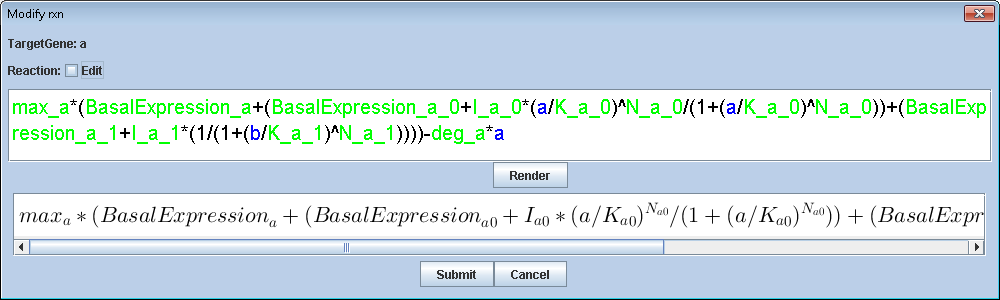 Modify rxn
TargetGene: a
Reaction: Edit
max_a*(BasalExpression_a+(BasalExpression_a_0+I_a_0*(a/K_a_0)^N_a_0/(1+(a/K_a_0)^N_a_0))+(BasalExp
ression_a_1+I_a_1*(1/(1+(b/K_a_1)^N_a_1))))-deg_a*a
Render
max_a * (BasalExpression_a + (BasalExpression_{a0} + I_{a0} * (a/K_{a0})^{N_{a0}}/(1 + (a/K_{a0})^{N_{a0}})) + (BasalExpr
Submit Cancel